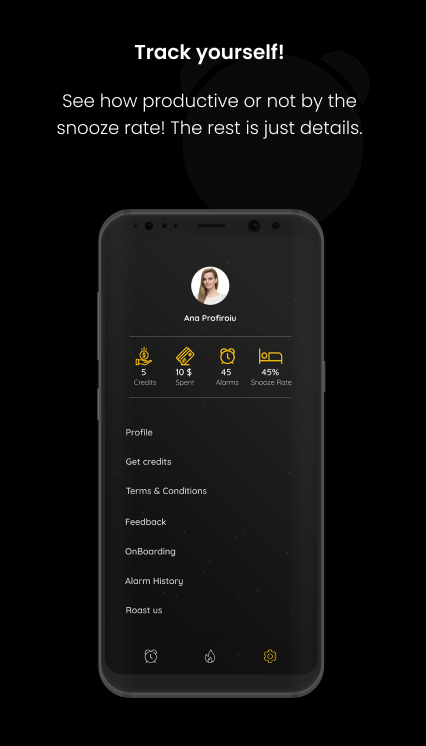 Track yourself!
See how productive or not by the
snooze rate! The rest is just details.
Ana Profiroiu
5
10 $
45
45%
Credits
Spent
Alarms
Snooze Rate
Profile
Get credits
Terms & Conditions
Feedback
OnBoarding
Alarm History
Roast us